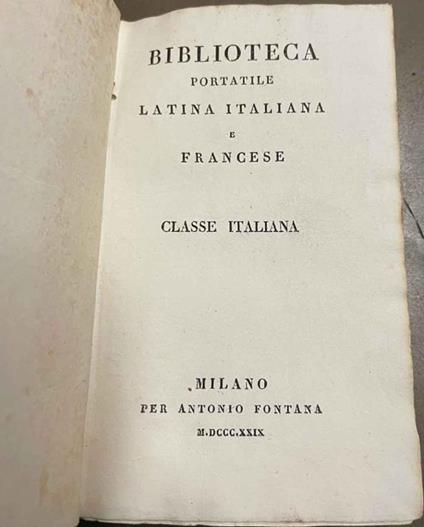 BIBLIOTECA
PORTATILE
LATINA ITALIANA
E
FRANCESE
CLASSE ITALIANA
MILANO
PER ANTONIO FONTANA
M.DCCC.XXIX